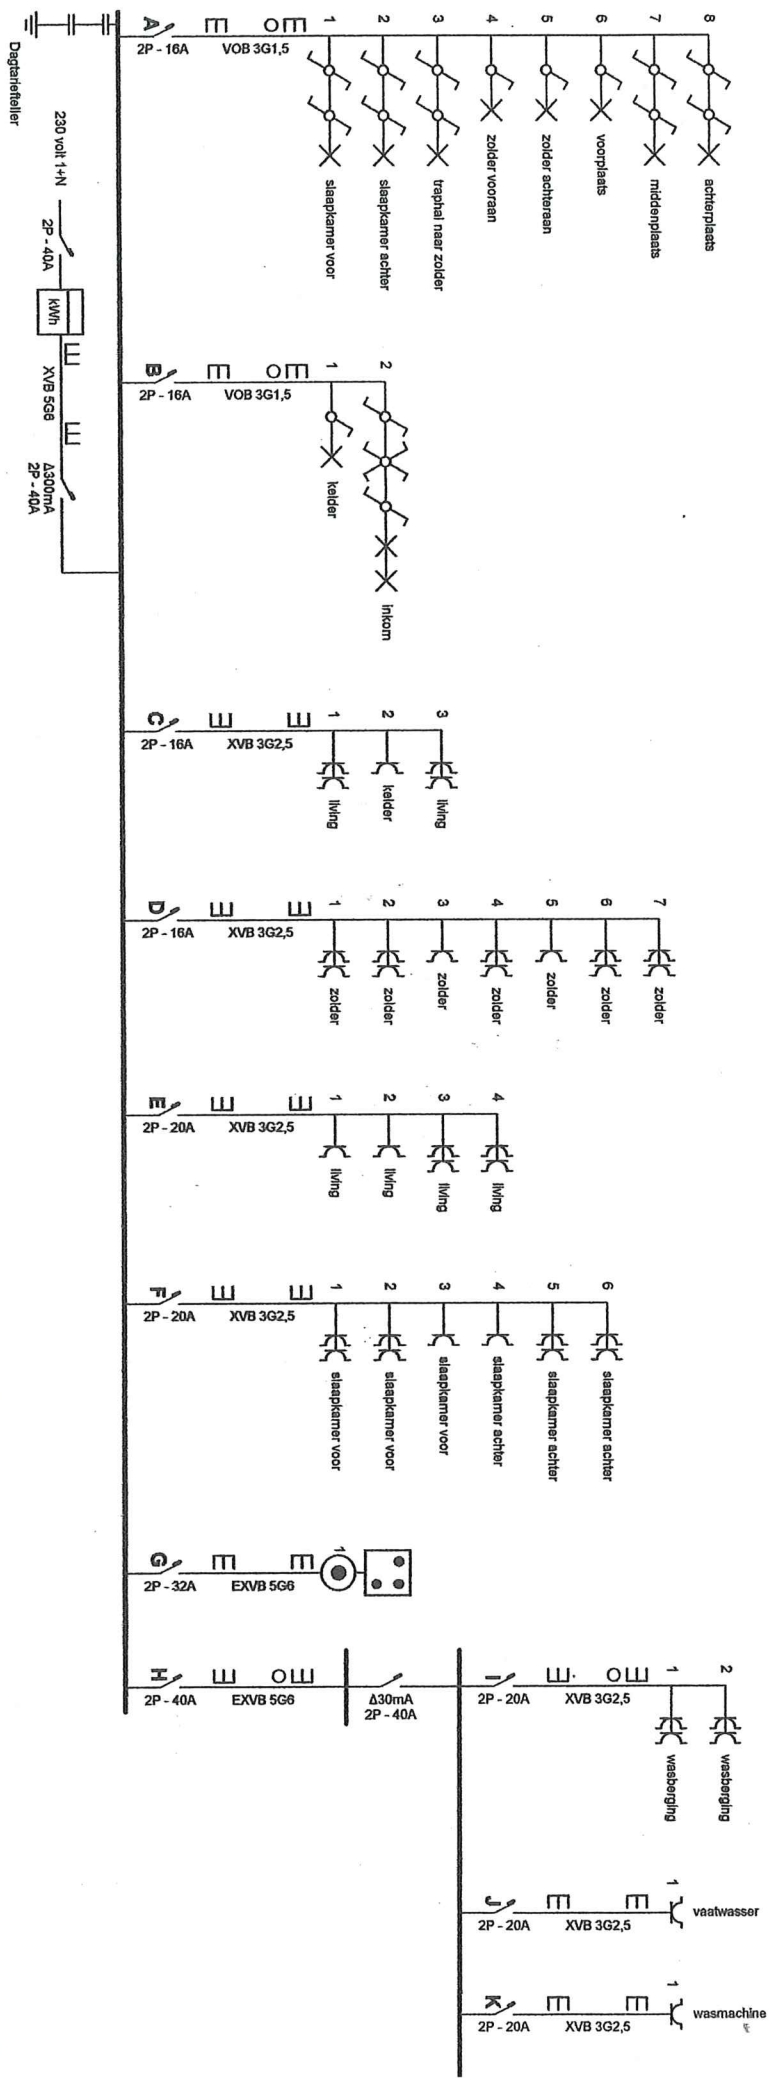 Dagtariefteller
230 volt 1+N
2P - 40A
kWh
XVB 5G6
Δ300mA
2P - 40A
A
2P - 16A
VOB 3G1,5
1
slaapkamer voor
2
slaapkamer achter
3
traphal naar zolder
4
zolder vooraan
5
zolder achteraan
6
voorplaats
7
middenplaats
8
achterplaats
B
2P - 16A
VOB 3G1,5
1
kelder
2
inkom
C
2P - 16A
XVB 3G2,5
1
living
2
kelder
3
living
D
2P - 16A
XVB 3G2,5
1
zolder
2
zolder
3
zolder
4
zolder
5
zolder
6
zolder
7
zolder
E
2P - 20A
XVB 3G2,5
1
living
2
living
3
living
4
living
F
2P - 20A
XVB 3G2,5
1
slaapkamer voor
2
slaapkamer voor
3
slaapkamer voor
4
slaapkamer achter
5
slaapkamer achter
6
slaapkamer achter
G
2P - 32A
EXVB 5G6
1
H
2P - 40A
EXVB 5G6
Δ30mA
2P - 40A
I
2P - 20A
XVB 3G2,5
1
wasberging
2
wasberging
J
2P - 20A
XVB 3G2,5
1
vaatwasser
K
2P - 20A
XVB 3G2,5
1
wasmachine